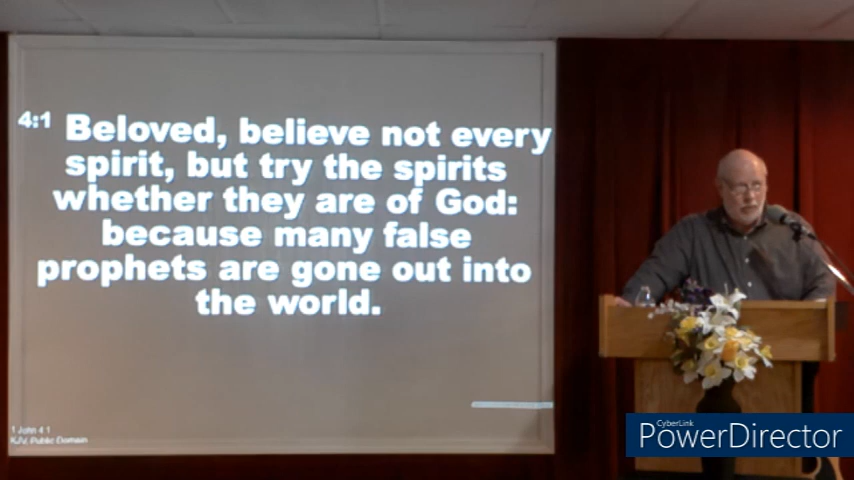 4:1 Beloved, believe not every
spirit, but try the spirits
whether they are of God:
because many false
prophets are gone out into
the world.
1 John 4:1
KJV, Public Domain
CyberLink
PowerDirector